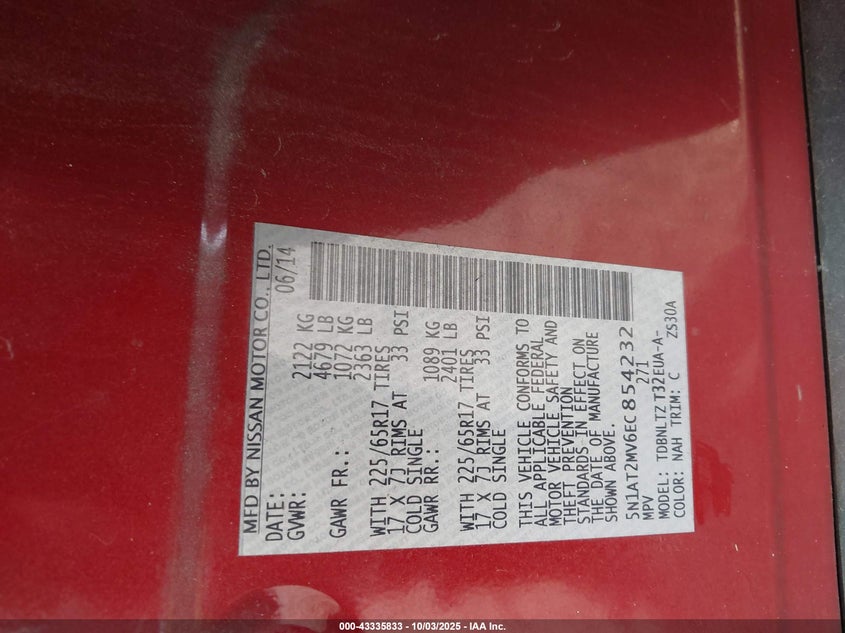 MFD BY NISSAN MOTOR CO., LTD.
DATE: 06/14
GVWR: 2122 KG
4679 LB
GAWR FR.: 1072 KG
2363 LB
WITH 225/65R17 TIRES
17 X 7J RIMS AT 33 PSI
COLD SINGLE
GAWR RR.: 1089 KG
2401 LB
WITH 225/65R17 TIRES
17 X 7J RIMS AT 33 PSI
COLD SINGLE
THIS VEHICLE CONFORMS TO
ALL APPLICABLE FEDERAL
MOTOR VEHICLE SAFETY AND
THEFT PREVENTION
STANDARDS IN EFFECT ON
THE DATE OF MANUFACTURE
SHOWN ABOVE.
5N1AT2MV6EC854232
MPV 271
MODEL: TDBNLTZ T32EUA-A-
COLOR: NAH TRIM: C ZS30A
000-43335833 - 10/03/2025 - IAA Inc.